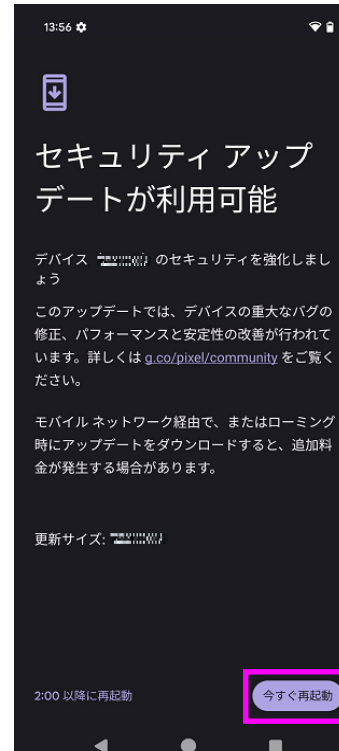 13:56
セキュリティ アップ
デートが利用可能
デバイス のセキュリティを強化しまし
ょう
このアップデートでは、デバイスの重大なバグの
修正、パフォーマンスと安定性の改善が行われて
います。詳しくは g.co/pixel/community をご覧く
ださい。
モバイル ネットワーク経由で、またはローミング
時にアップデートをダウンロードすると、追加料
金が発生する場合があります。
更新サイズ:
2:00 以降に再起動
今すぐ再起動